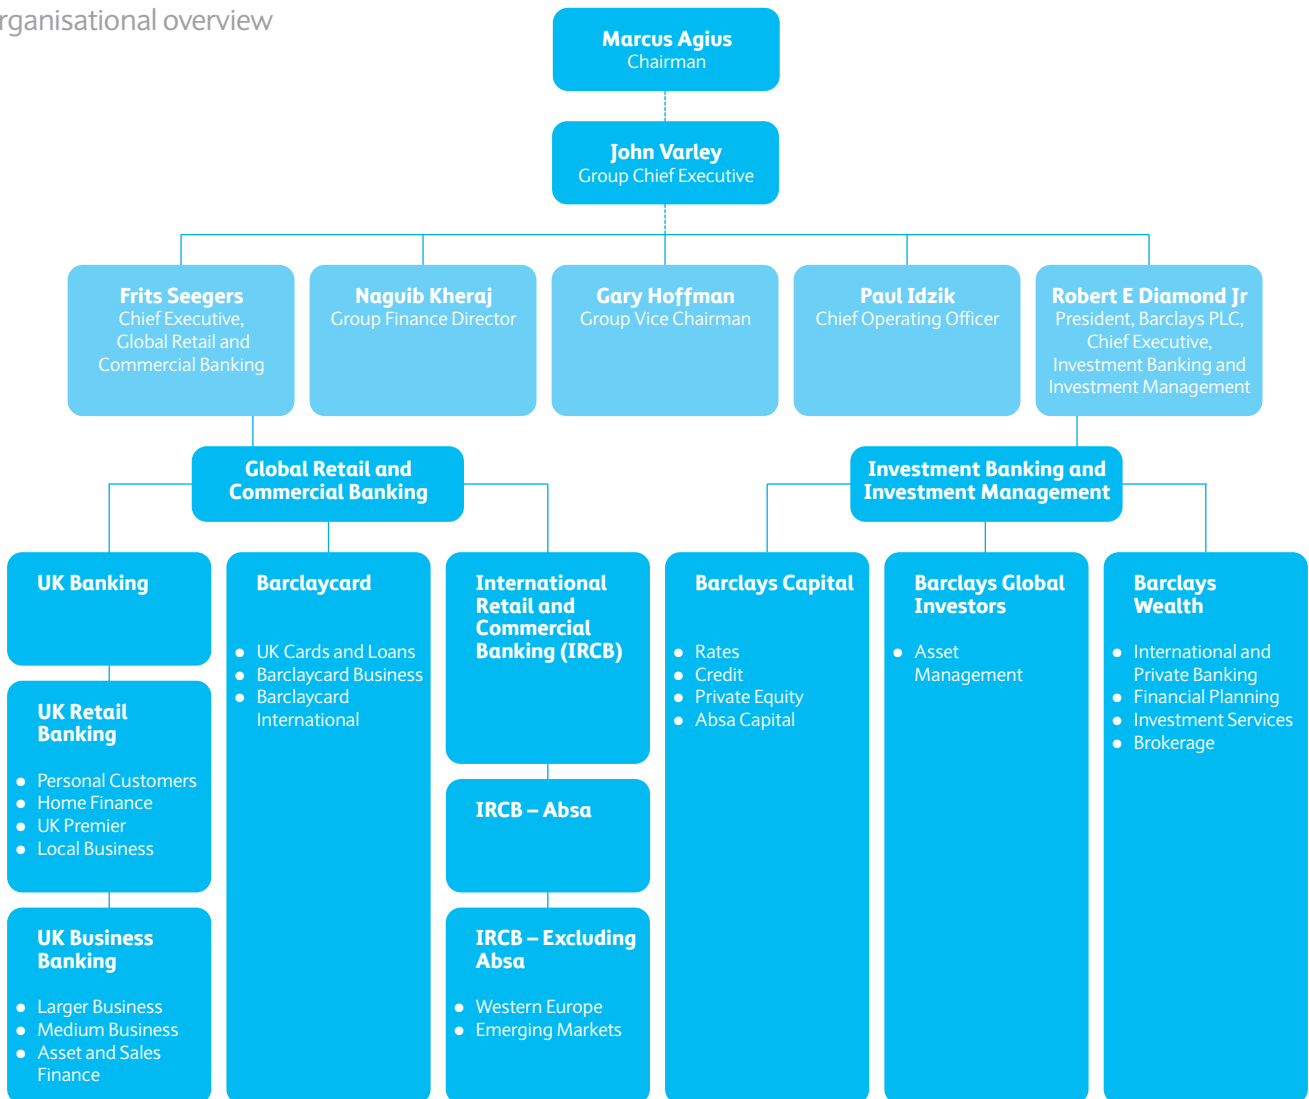 rganisational overview
Marcus Agius
Chairman
John Varley
Group Chief Executive
Frits Seegers
Chief Executive,
Global Retail and
Commercial Banking
Naguib Kheraj
Group Finance Director
Gary Hoffman
Group Vice Chairman
Paul Idzik
Chief Operating Officer
Robert E Diamond Jr
President, Barclays PLC,
Chief Executive,
Investment Banking and
Investment Management
Global Retail and
Commercial Banking
Investment Banking and
Investment Management
UK Banking
UK Retail
Banking
● Personal Customers
● Home Finance
● UK Premier
● Local Business
UK Business
Banking
● Larger Business
● Medium Business
● Asset and Sales
Finance
Barclaycard
● UK Cards and Loans
● Barclaycard Business
● Barclaycard
International
International
Retail and
Commercial
Banking (IRCB)
IRCB – Absa
IRCB – Excluding
Absa
● Western Europe
● Emerging Markets
Barclays Capital
● Rates
● Credit
● Private Equity
● Absa Capital
Barclays Global
Investors
● Asset
Management
Barclays
Wealth
● International and
Private Banking
● Financial Planning
● Investment Services
● Brokerage